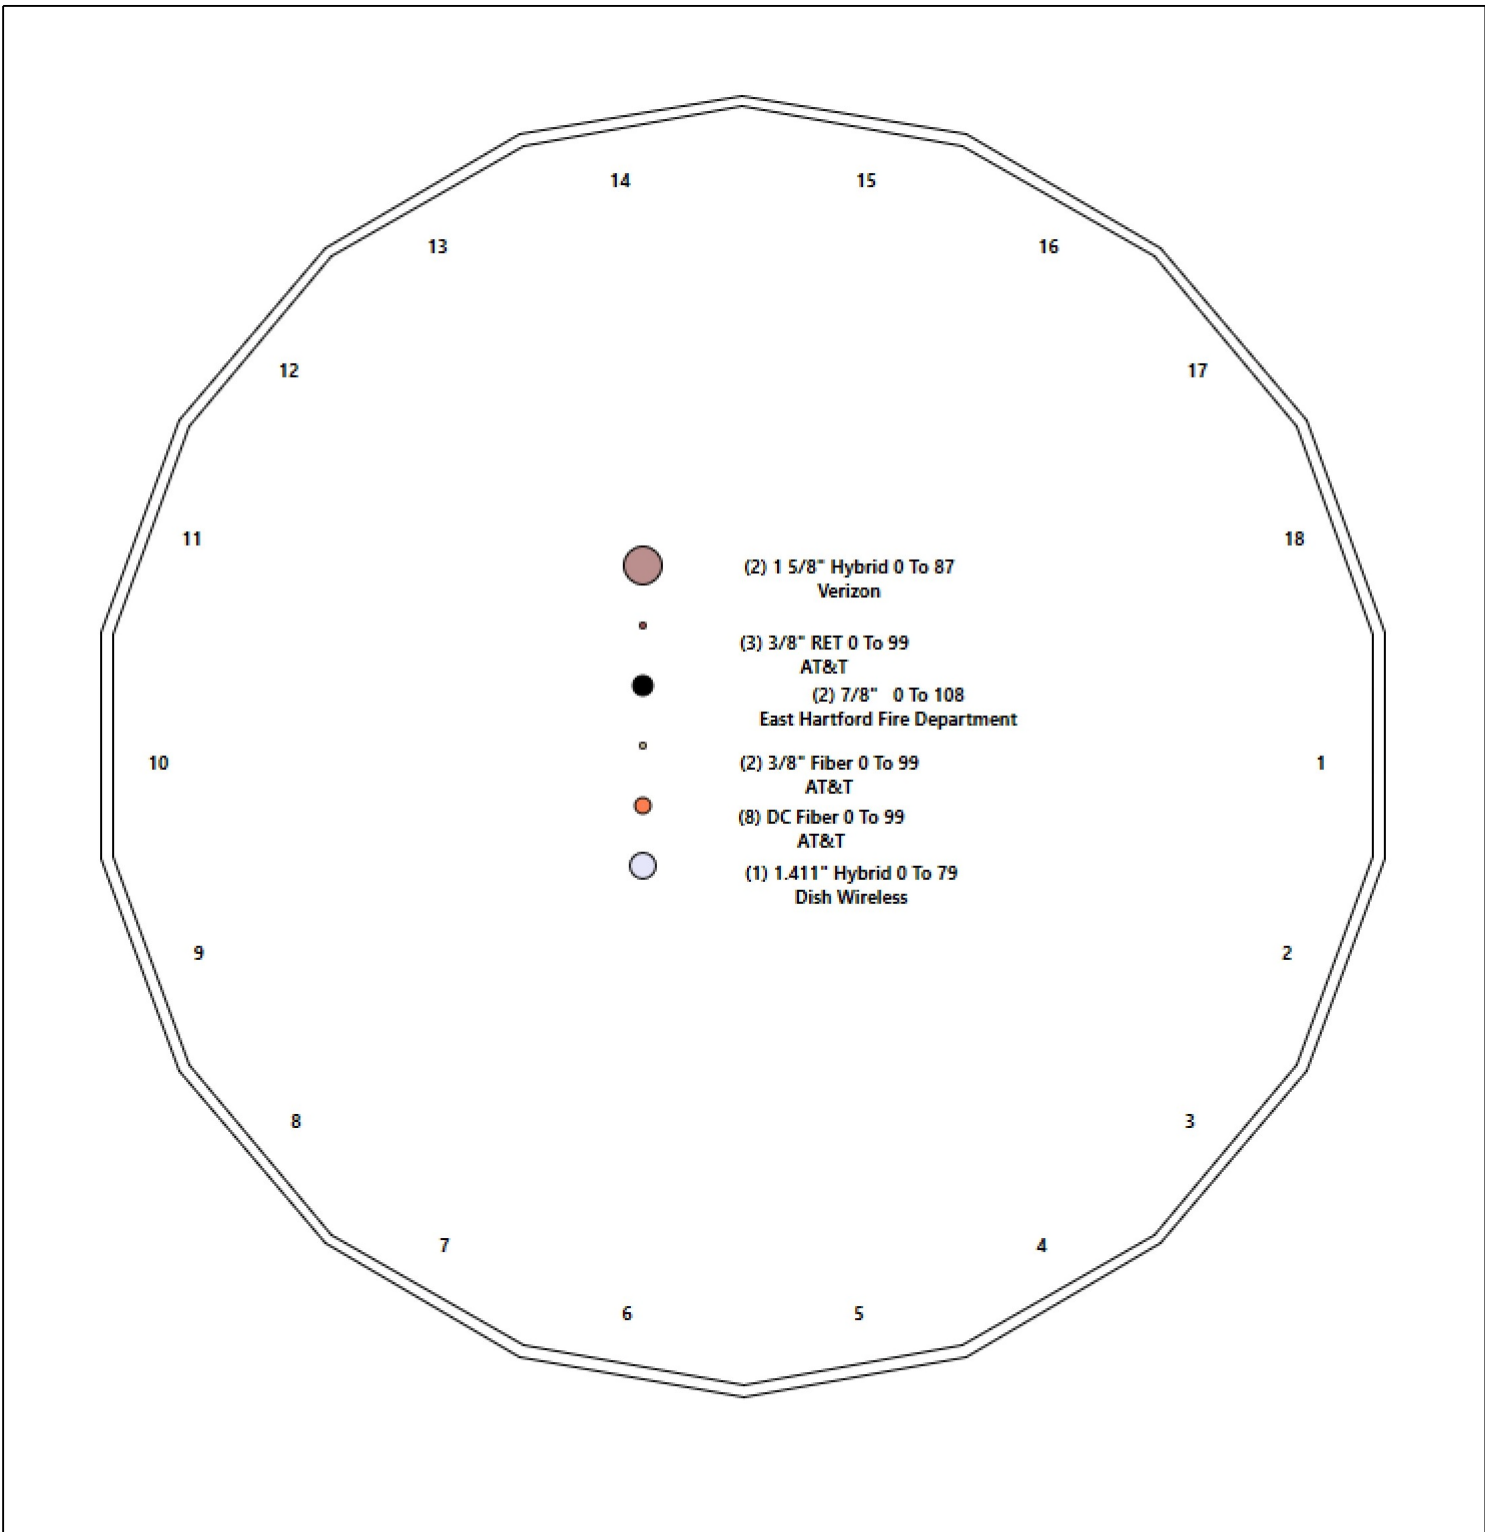 14
15
13
16
12
17
11
18
(2) 1 5/8" Hybrid 0 To 87
Verizon
(3) 3/8" RET 0 To 99
AT&T
(2) 7/8"   0 To 108
East Hartford Fire Department
10
(2) 3/8" Fiber 0 To 99
1
AT&T
(8) DC Fiber 0 To 99
AT&T
(1) 1.411" Hybrid 0 To 79
Dish Wireless
9
2
8
3
7
4
6
5